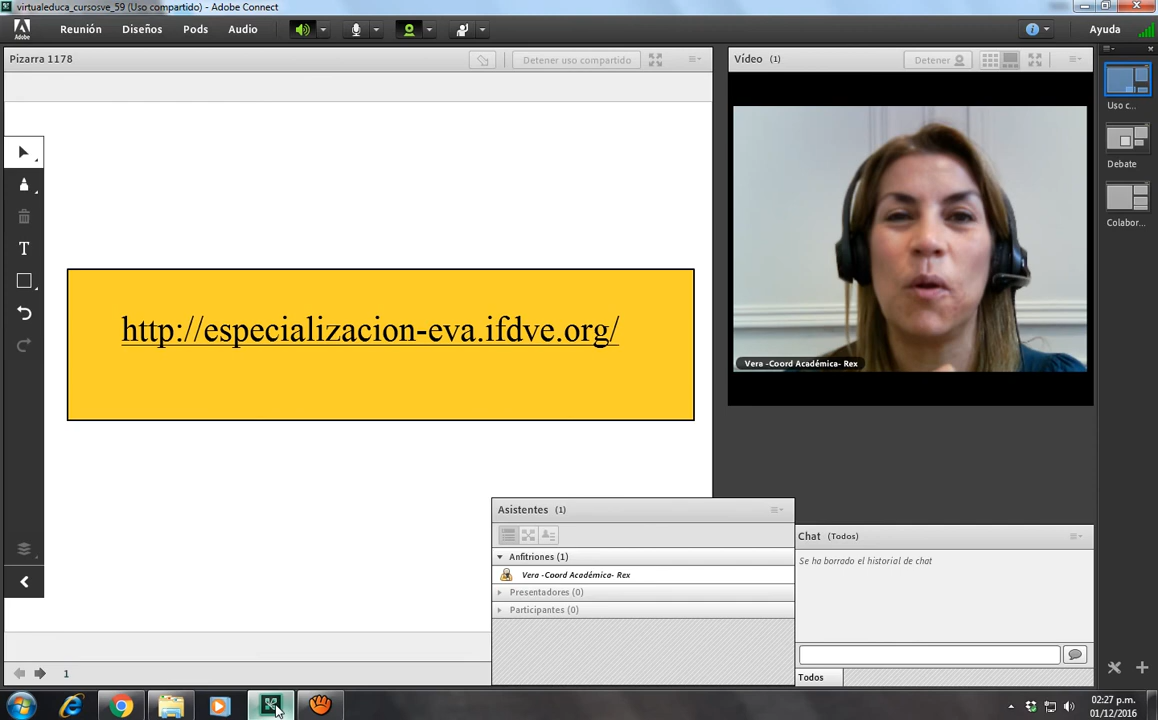 virtualeduca_cursosve_59 (Uso compartido) - Adobe Connect
Adobe
Reunión Diseños Pods Audio Ayuda
Pizarra 1178
Detener uso compartido
Vídeo (1)
Detener
Uso c...
Debate
Colabor...
T
http://especializacion-eva.ifdve.org/
Vera -Coord Académica- Rex
Asistentes (1)
Anfitriones (1)
Vera -Coord Académica- Rex
Presentadores (0)
Participantes (0)
Chat (Todos)
Se ha borrado el historial de chat
Todos
1
02:27 p.m.
01/12/2016